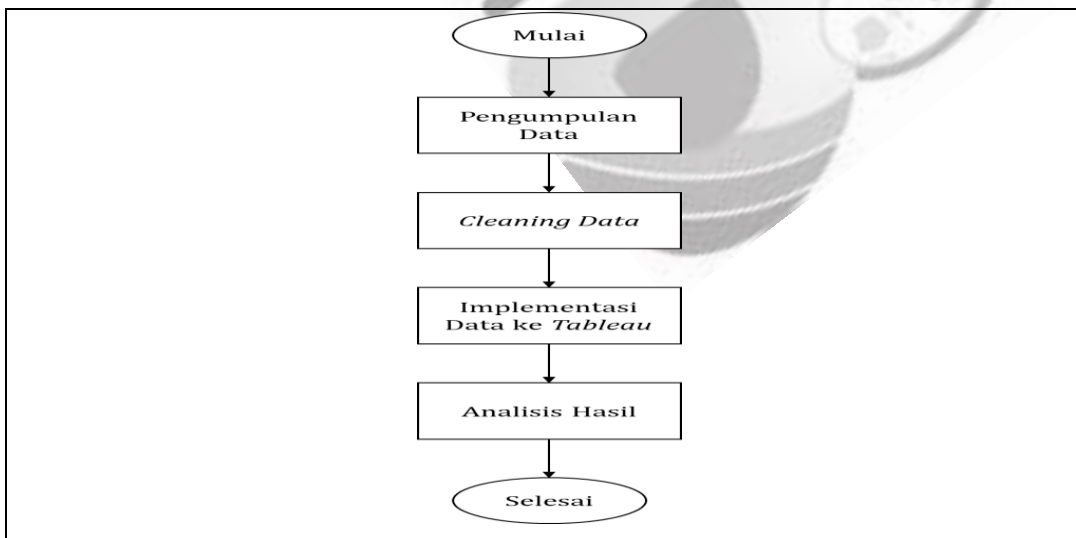 Mulai
Pengumpulan
Data
Cleaning Data
Implementasi
Data ke Tableau
Analisis Hasil
Selesai